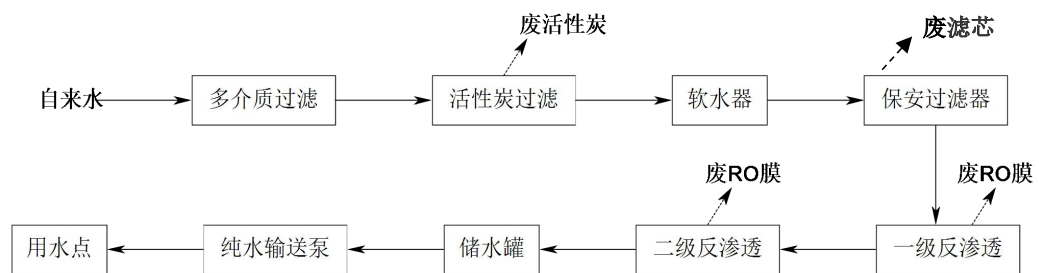 废活性炭
废滤芯
自来水
多介质过滤
活性炭过滤
软水器
保安过滤器
废RO膜
废RO膜
用水点
纯水输送泵
储水罐
二级反渗透
一级反渗透